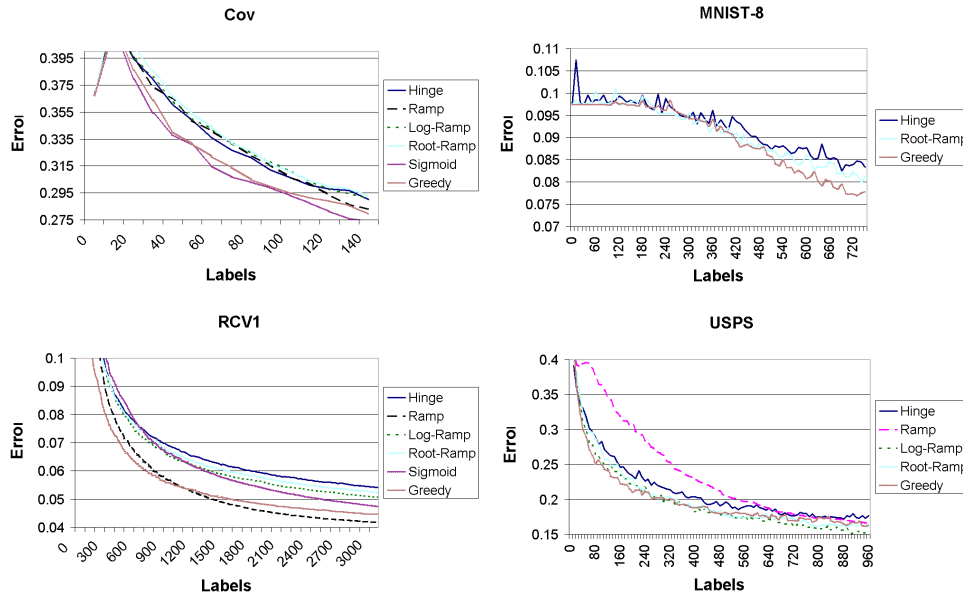 Cov
0.395
0.375
0.355
0.335
0.315
0.295
0.275
Error
0
20
40
60
80
100
120
140
Labels
Hinge
Ramp
Log-Ramp
Root-Ramp
Sigmoid
Greedy
MNIST-8
0.11
0.105
0.1
0.095
0.09
0.085
0.08
0.075
0.07
Error
0
60
120
180
240
300
360
420
480
540
600
660
720
Labels
Hinge
Root-Ramp
Greedy
RCV1
0.1
0.09
0.08
0.07
0.06
0.05
0.04
Error
0
300
600
900
1200
1500
1800
2100
2400
2700
3000
Labels
Hinge
Ramp
Log-Ramp
Root-Ramp
Sigmoid
Greedy
USPS
0.4
0.35
0.3
0.25
0.2
0.15
Error
0
80
160
240
320
400
480
560
640
720
800
880
960
Labels
Hinge
Ramp
Log-Ramp
Root-Ramp
Greedy